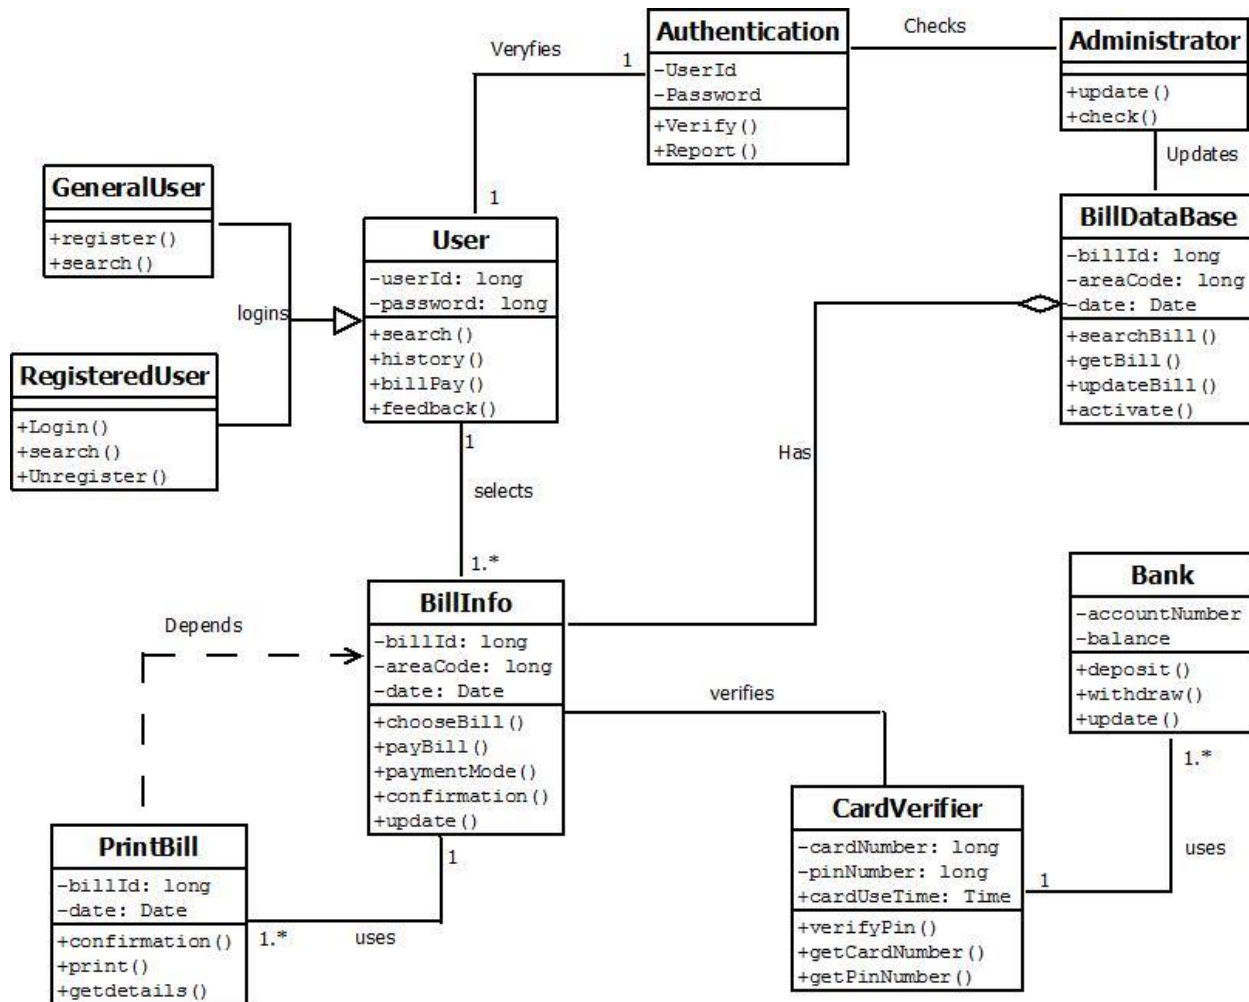 Authentication
-UserId
-Password
+Verify()
+Report()
Checks
Administrator
+update()
+check()
Veryfies
1
1
Updates
GeneralUser
+register()
+search()
User
-userId: long
-password: long
+search()
+history()
+billPay()
+feedback()
BillDataBase
-billId: long
-areaCode: long
-date: Date
+searchBill()
+getBill()
+updateBill()
+activate()
logins
RegisteredUser
+Login()
+search()
+Unregister()
1
selects
1.*
Has
BillInfo
-billId: long
-areaCode: long
-date: Date
+chooseBill()
+payBill()
+paymentMode()
+confirmation()
+update()
Bank
-accountNumber
-balance
+deposit()
+withdraw()
+update()
Depends
verifies
1.*
CardVerifier
-cardNumber: long
-pinNumber: long
+cardUseTime: Time
+verifyPin()
+getCardNumber()
+getPinNumber()
1
uses
PrintBill
-billId: long
-date: Date
+confirmation()
+print()
+getdetails()
1
1.*
uses